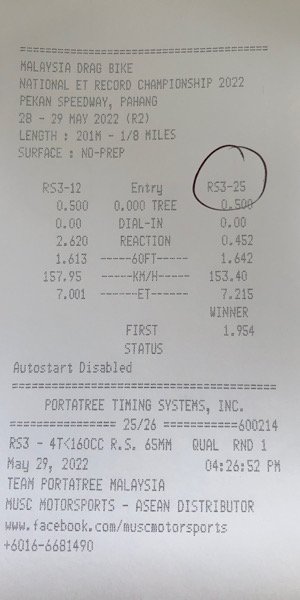 MALAYSIA DRAG BIKE
NATIONAL ET RECORD CHAMPIONSHIP 2022
PEKAN SPEEDWAY, PAHANG
28 - 29 MAY 2022 (R2)
LENGTH : 201M - 1/8 MILES
SURFACE : NO-PREP
RS3-12 Entry RS3-25
0.500 0.000 TREE 0.500
0.00 DIAL-IN 0.00
2.620 REACTION 0.452
1.613 -----60FT----- 1.642
157.95 -----KM/H----- 153.40
7.001 ------ET------ 7.215
WINNER
FIRST 1.954
STATUS
Autostart Disabled
PORTATREE TIMING SYSTEMS, INC.
=============== 25/26 ===========600214
RS3 - 4T<160CC R.S. 65MM QUAL RND 1
May 29, 2022 04:26:52 PM
TEAM PORTATREE MALAYSIA
MUSC MOTORSPORTS - ASEAN DISTRIBUTOR
www.facebook.com/muscmotorsports
+6016-6681490